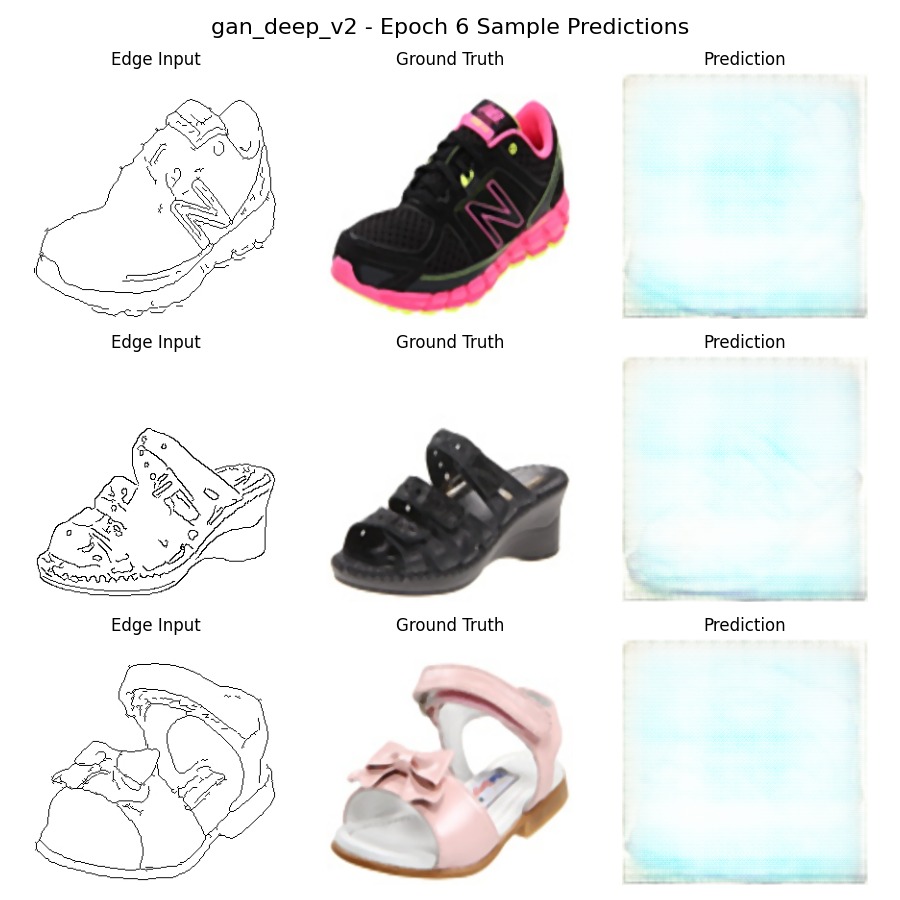 gan_deep_v2 - Epoch 6 Sample Predictions
Edge Input
Ground Truth
Prediction
N
N
Edge Input
Ground Truth
Prediction
Edge Input
Ground Truth
Prediction